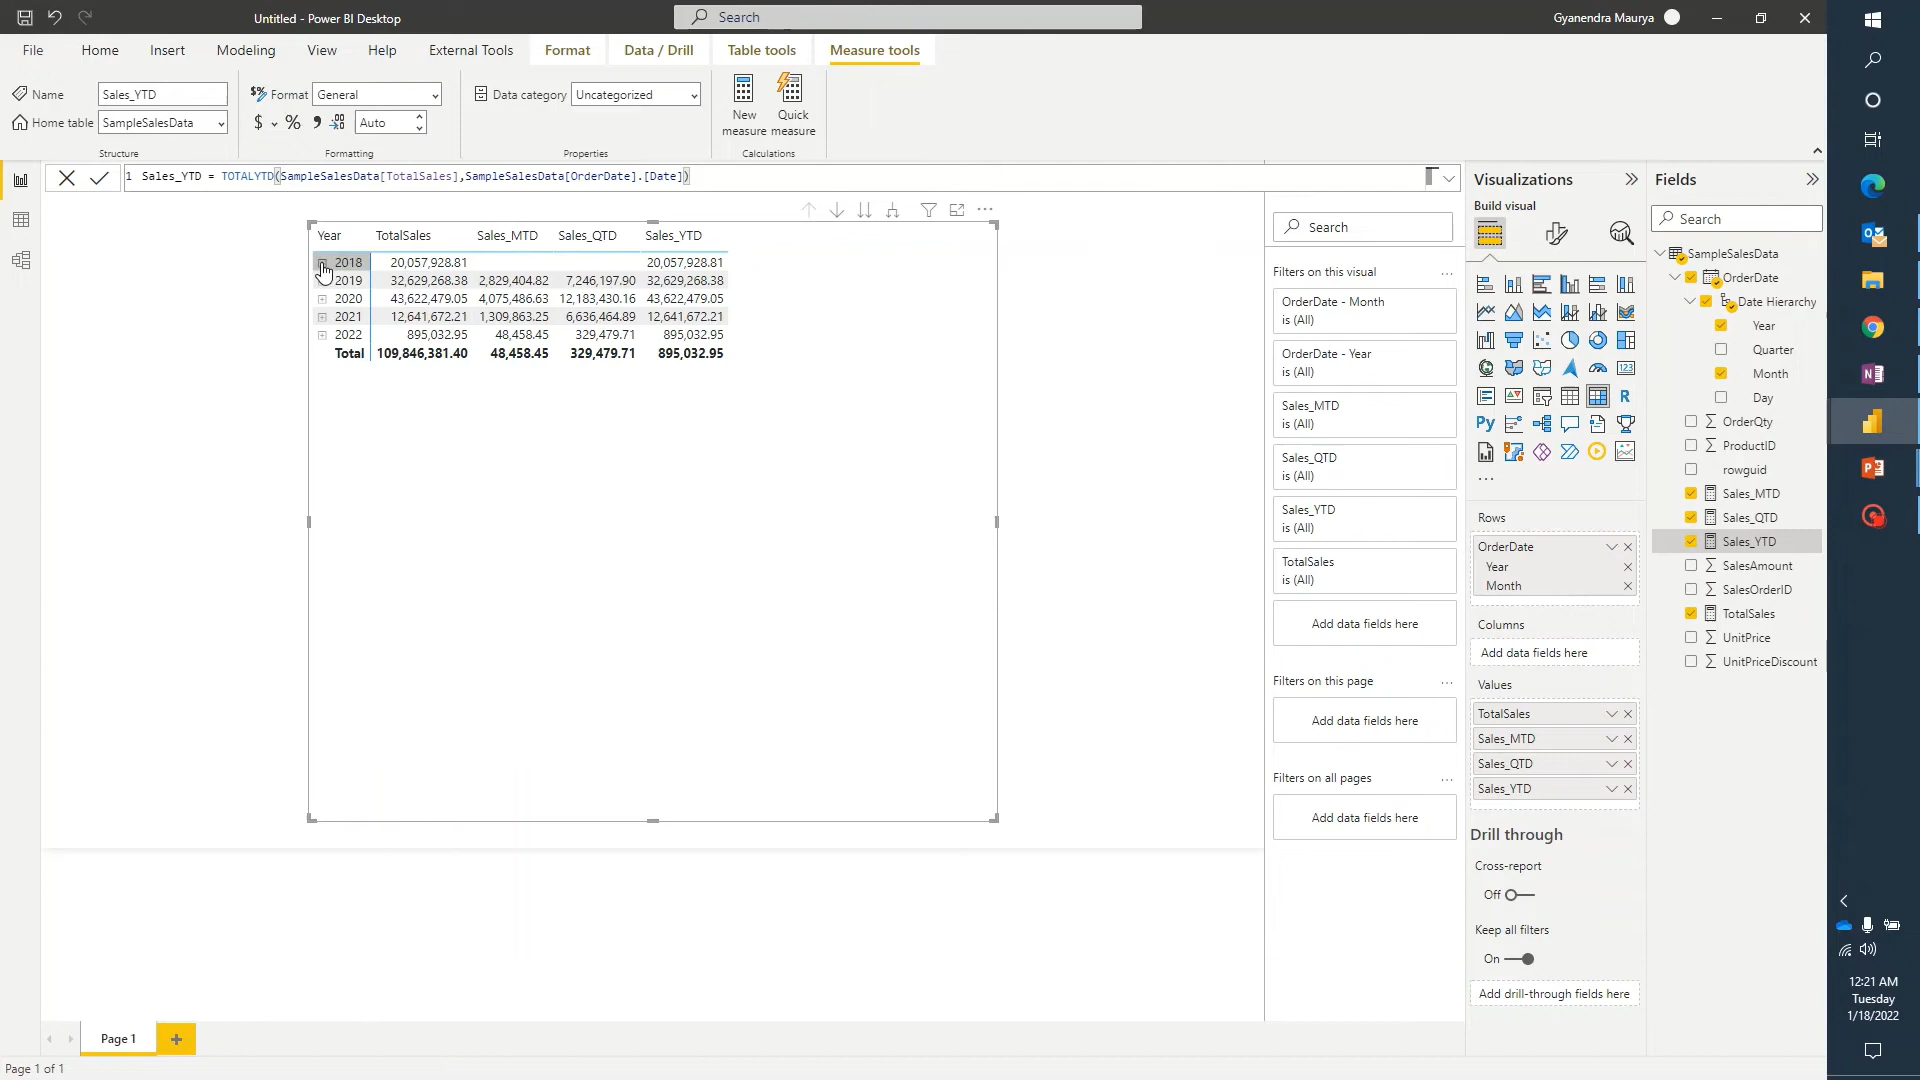 Untitled - Power BI Desktop
Search
Gyanendra Maurya
File
Home
Insert
Modeling
View
Help
External Tools
Format
Data / Drill
Table tools
Measure tools
Name
Sales_YTD
Home table
SampleSalesData
Structure
Format
General
$
%
Auto
Formatting
Data category
Uncategorized
Properties
New
measure
Quick
measure
Calculations
1 Sales_YTD = TOTALYTD(SampleSalesData[TotalSales],SampleSalesData[OrderDate].[Date])
Year TotalSales Sales_MTD Sales_QTD Sales_YTD
2018 20,057,928.81 20,057,928.81
2019 32,629,268.38 2,829,404.82 7,246,197.90 32,629,268.38
2020 43,622,479.05 4,075,486.63 12,183,430.16 43,622,479.05
2021 12,641,672.21 1,309,863.25 6,636,464.89 12,641,672.21
2022 895,032.95 48,458.45 329,479.71 895,032.95
Total 109,846,381.40 48,458.45 329,479.71 895,032.95
Search
Filters on this visual
OrderDate - Month
is (All)
OrderDate - Year
is (All)
Sales_MTD
is (All)
Sales_QTD
is (All)
Sales_YTD
is (All)
TotalSales
is (All)
Add data fields here
Filters on this page
Add data fields here
Filters on all pages
Add data fields here
Visualizations
Build visual
123
R
Py
Rows
OrderDate
Year
Month
Columns
Add data fields here
Values
TotalSales
Sales_MTD
Sales_QTD
Sales_YTD
Drill through
Cross-report
Off
Keep all filters
On
Add drill-through fields here
Fields
Search
SampleSalesData
OrderDate
Date Hierarchy
Year
Quarter
Month
Day
OrderQty
ProductID
rowguid
Sales_MTD
Sales_QTD
Sales_YTD
SalesAmount
SalesOrderID
TotalSales
UnitPrice
UnitPriceDiscount
12:21 AM
Tuesday
1/18/2022
Page 1
Page 1 of 1